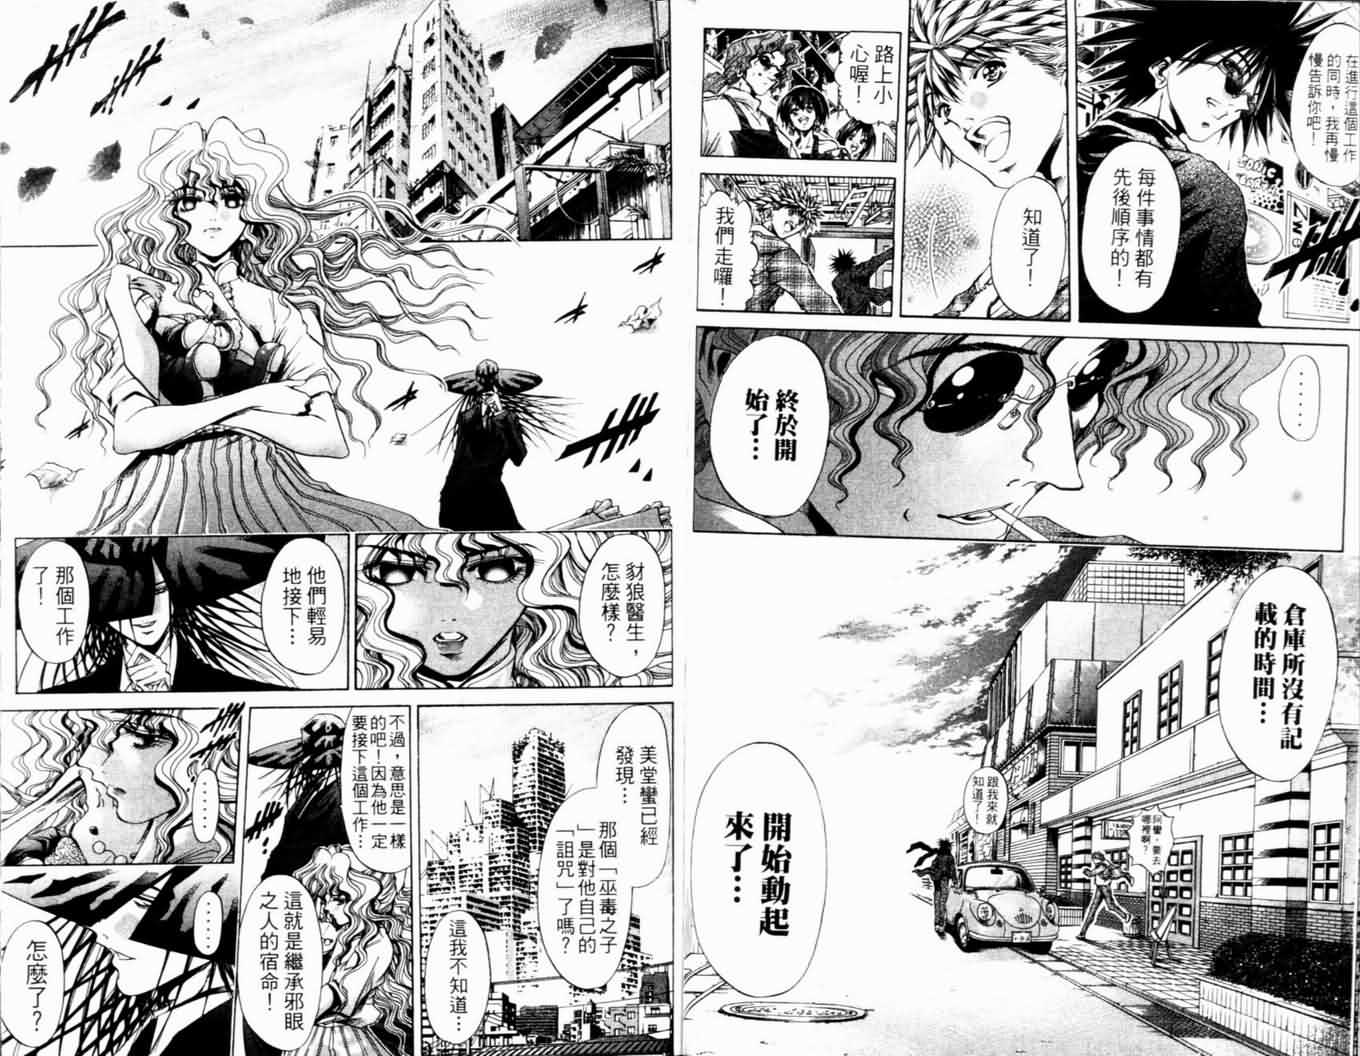 在進行這個工作
的同時，我再慢
慢告訴你吧！
每件事情都有
先後順序的！
知道了！
路上小
心喔！
我們走囉！
……
終於開
始了…
倉庫所沒有記
載的時間…
跟我來就
知道了！
阿蠻，要去
哪裡啊？
開始動起
來了…
豺狼醫生，
怎麼樣？
他們輕易
地接下…
那個工作
了！
美堂蠻已經
發現…
那個「巫毒之子
」是對他自己的
「詛咒」了嗎？
這我不知道…
不過，意思是一樣
的吧！因為他一定
要接下這個工作…
這就是繼承邪眼
之人的宿命！
……
……
怎麼了？